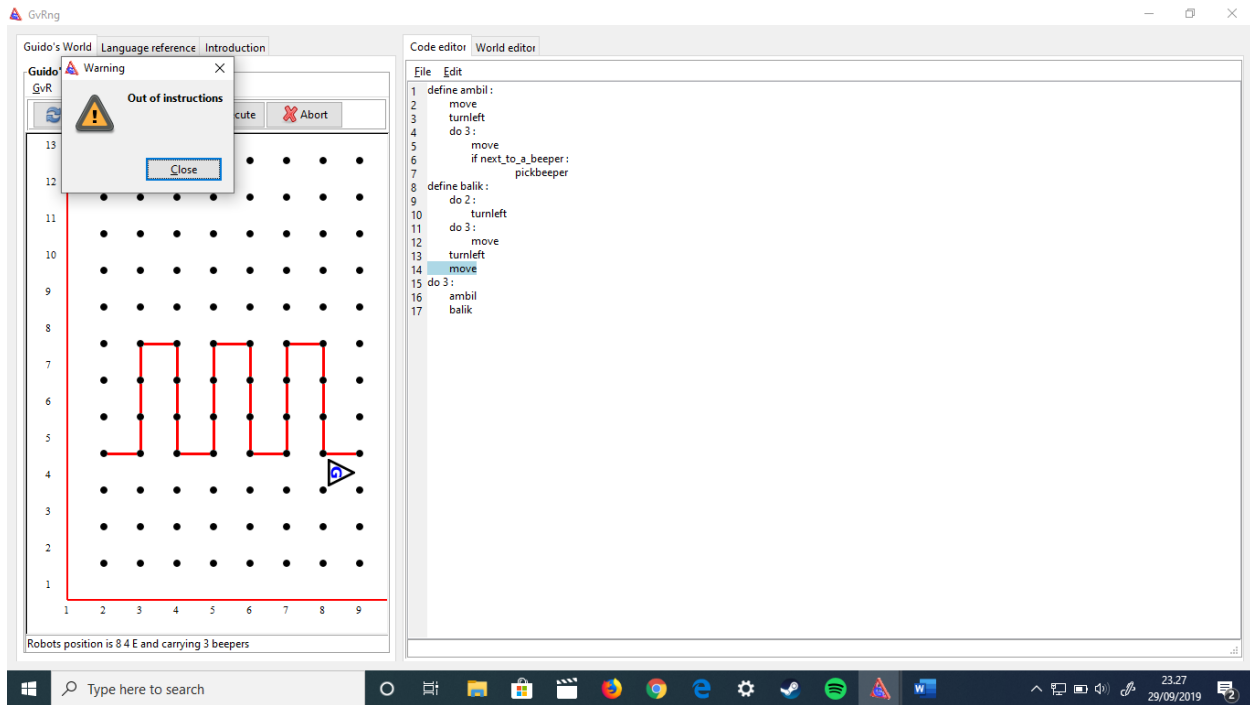 GvRng
Guido's World Language reference Introduction
Guido'
Warning
GvR
Out of instructions
cute Abort
Close
13
12
11
10
9
8
7
6
5
4
3
2
1
G
1 2 3 4 5 6 7 8 9
Robots position is 8 4 E and carrying 3 beepers
Code editor World editor
File Edit
1 define ambil :
2 move
3 turnleft
4 do 3 :
5 move
6 if next_to_a_beeper :
7 pickbeeper
8 define balik :
9 do 2 :
10 turnleft
11 do 3 :
12 move
13 turnleft
14 move
15 do 3 :
16 ambil
17 balik
Type here to search
W
23.27
29/09/2019
2